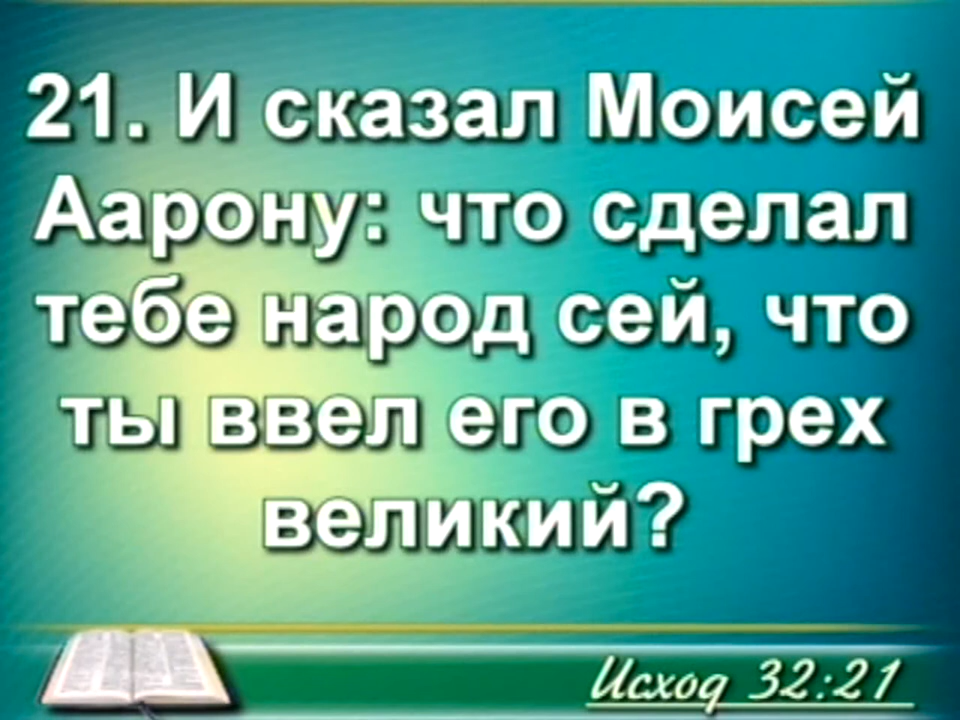 21. И сказал Моисей
Аарону: что сделал
тебе народ сей, что
ты ввел его в грех
великий?
Исход 32:21